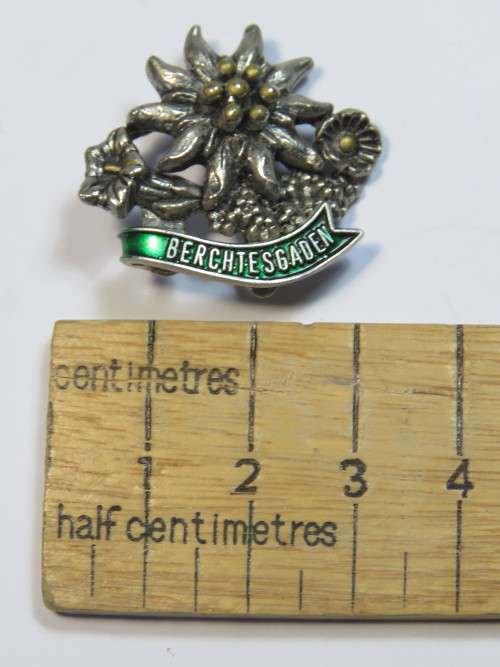 BERCHTESGADEN
centimetres
1 2 3 4
half centimetres